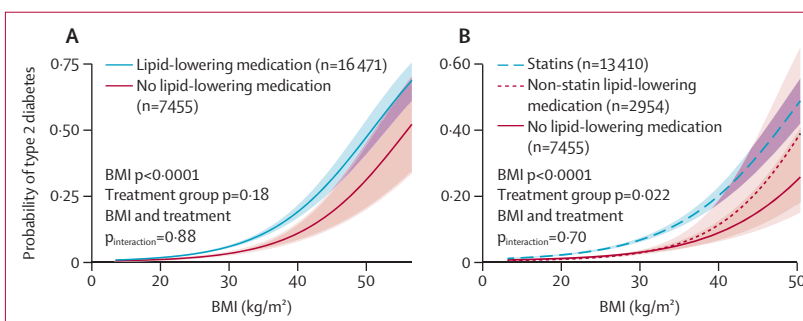 A
Lipid-lowering medication (n=16 471)
No lipid-lowering medication
(n=7455)
BMI p<0·0001
Treatment group p=0·18
BMI and treatment
pinteraction=0·88
0·75
0·50
0·25
0
Probability of type 2 diabetes
0
20
30
40
50
BMI (kg/m²)
B
Statins (n=13 410)
Non-statin lipid-lowering
medication (n=2954)
No lipid-lowering medication
(n=7455)
BMI p<0·0001
Treatment group p=0·022
BMI and treatment
pinteraction=0·70
0·60
0·40
0·20
0
0
20
30
40
50
BMI (kg/m²)